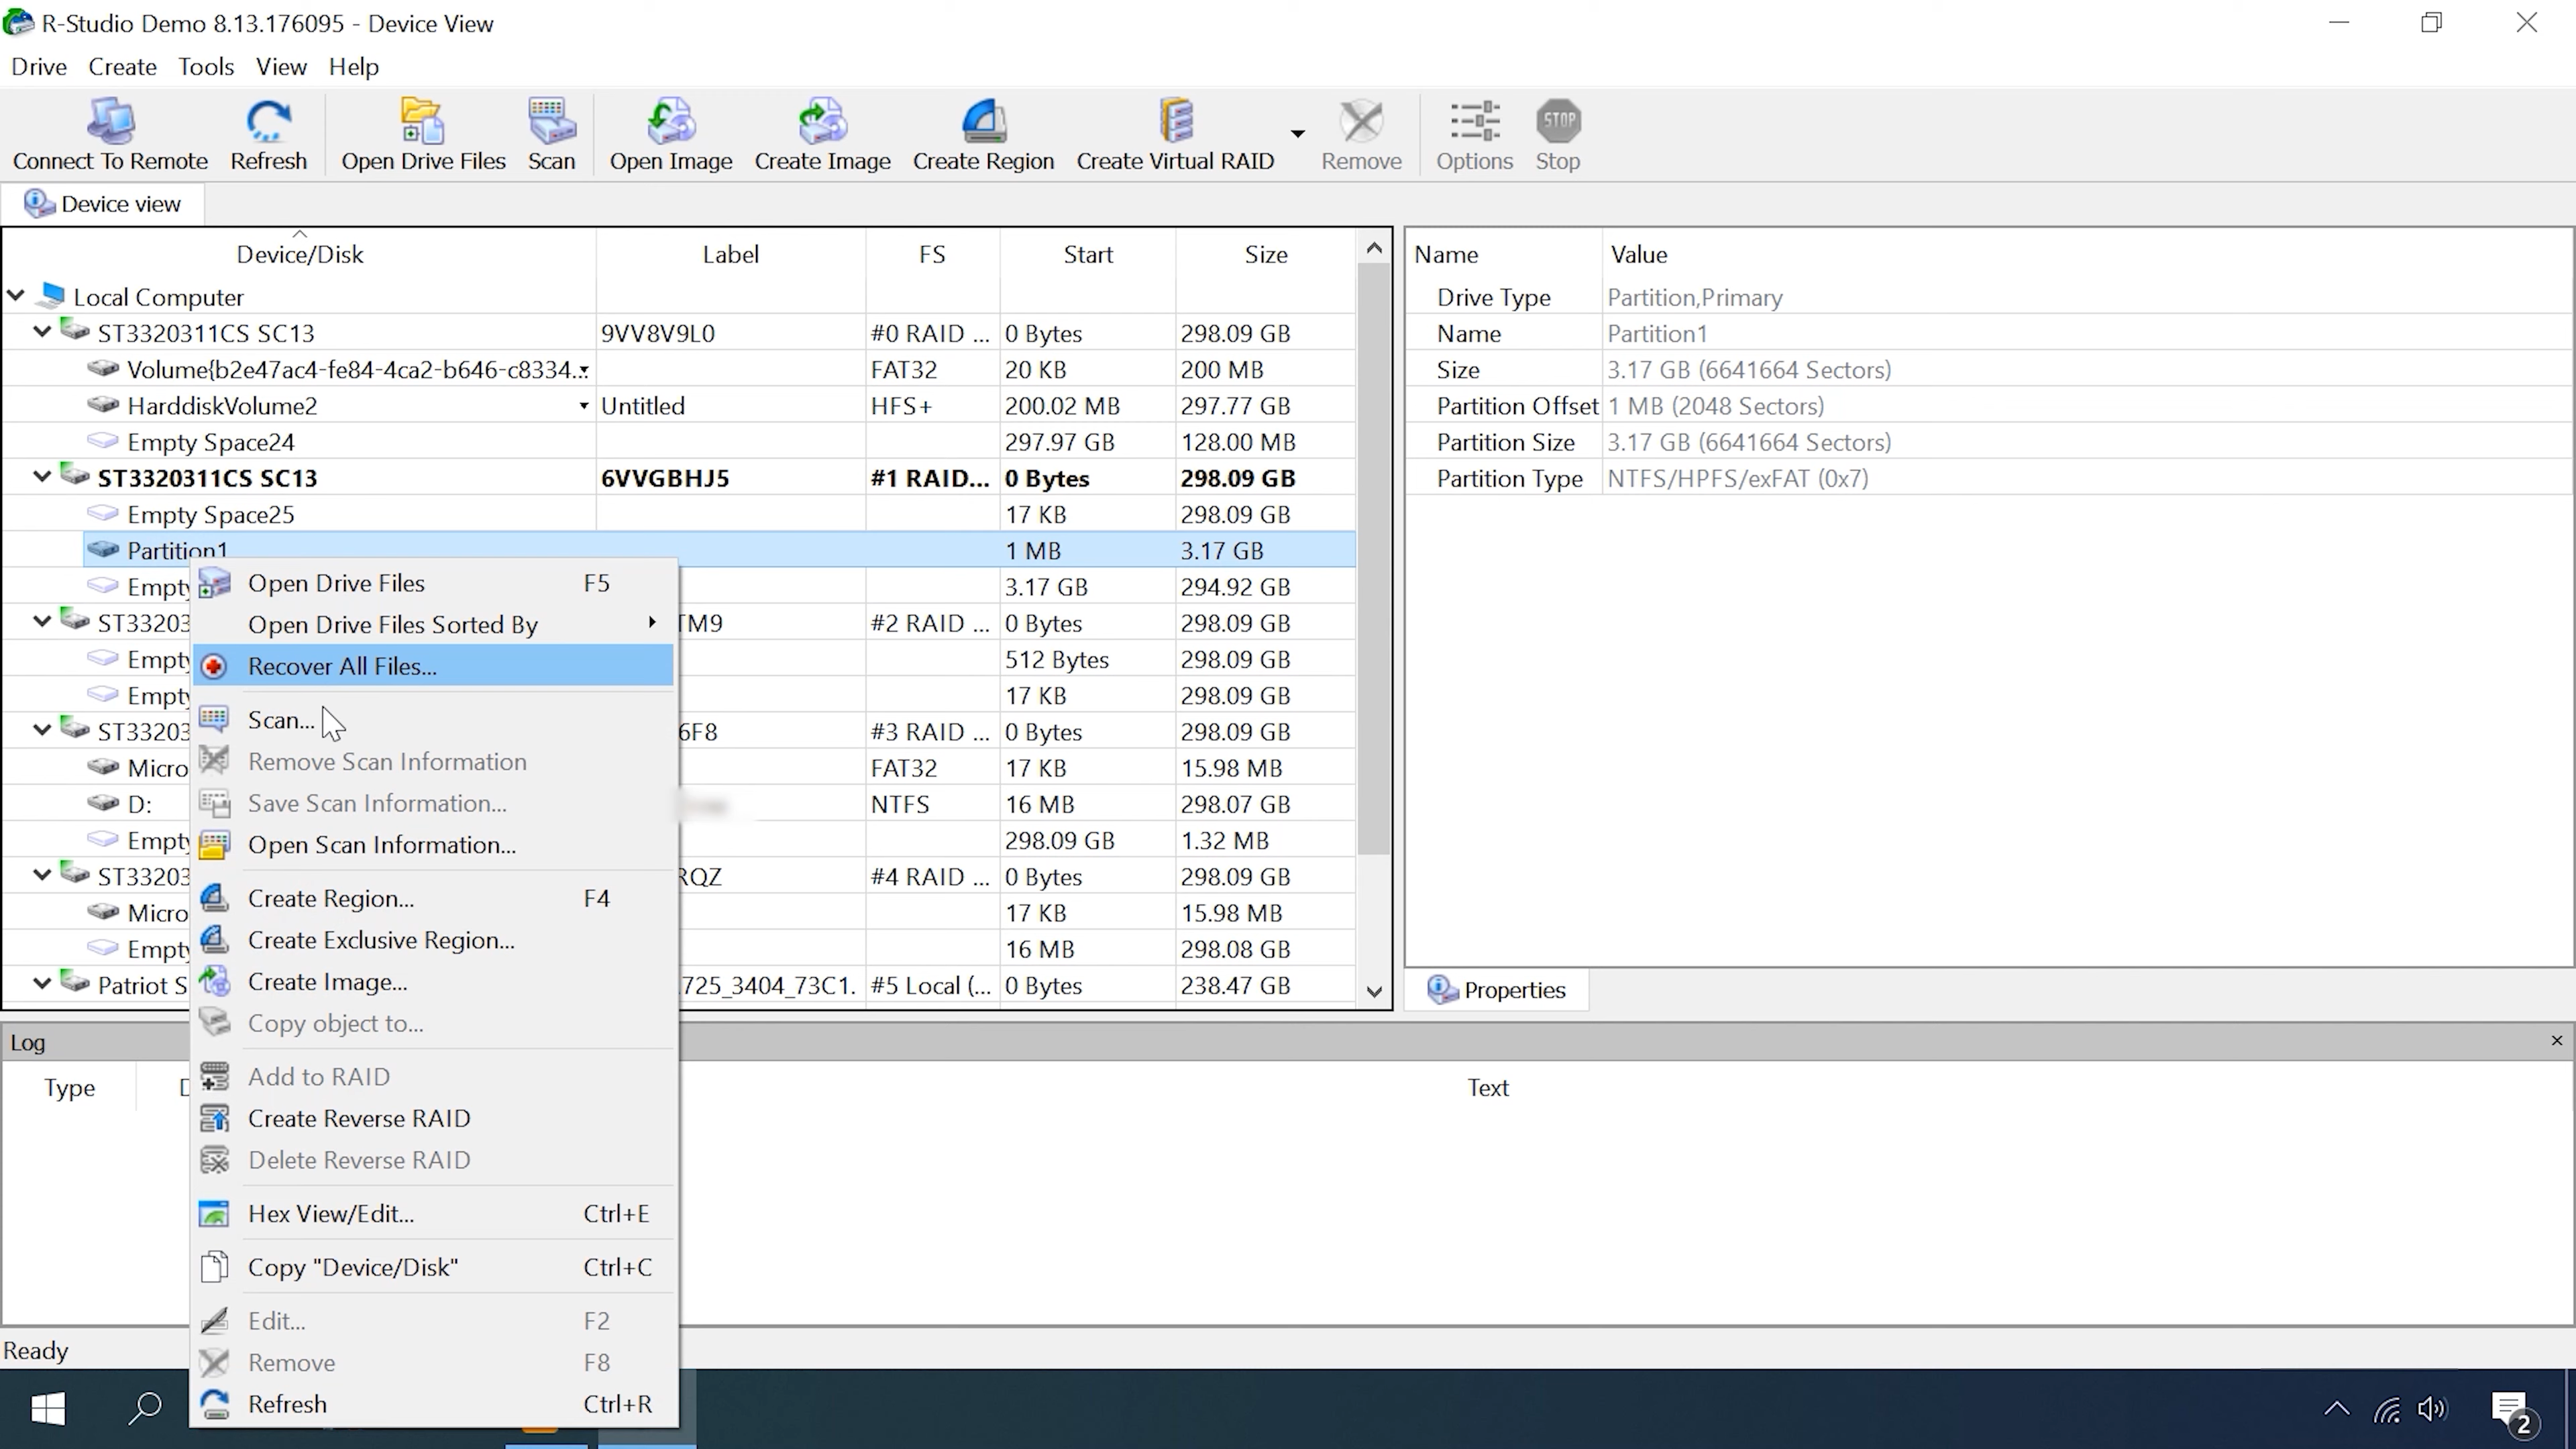 R-Studio Demo 8.13.176095 - Device View
Drive Create Tools View Help
Connect To Remote Refresh Open Drive Files Scan Open Image Create Image Create Region Create Virtual RAID Remove Options STOP Stop
Device view
Device/Disk Label FS Start Size
Local Computer
ST3320311CS SC13 9VV8V9L0 #0 RAID ... 0 Bytes 298.09 GB
Volume{b2e47ac4-fe84-4ca2-b646-c8334... FAT32 20 KB 200 MB
HarddiskVolume2 Untitled HFS+ 200.02 MB 297.77 GB
Empty Space24 297.97 GB 128.00 MB
ST3320311CS SC13 6VVGBHJ5 #1 RAID... 0 Bytes 298.09 GB
Empty Space25 17 KB 298.09 GB
Partition1 1 MB 3.17 GB
Empty 3.17 GB 294.92 GB
ST33203 TM9 #2 RAID ... 0 Bytes 298.09 GB
Empty 512 Bytes 298.09 GB
Empty 17 KB 298.09 GB
ST33203 6F8 #3 RAID ... 0 Bytes 298.09 GB
Micro FAT32 17 KB 15.98 MB
D: NTFS 16 MB 298.07 GB
Empty 298.09 GB 1.32 MB
ST33203 RQZ #4 RAID ... 0 Bytes 298.09 GB
Micro 17 KB 15.98 MB
Empty 16 MB 298.08 GB
Patriot S .725_3404_73C1. #5 Local (... 0 Bytes 238.47 GB
Open Drive Files F5
Open Drive Files Sorted By
Recover All Files...
Scan...
Remove Scan Information
Save Scan Information...
Open Scan Information...
Create Region... F4
Create Exclusive Region...
Create Image...
Copy object to...
Add to RAID
Create Reverse RAID
Delete Reverse RAID
Hex View/Edit... Ctrl+E
Copy "Device/Disk" Ctrl+C
Edit... F2
Remove F8
Refresh Ctrl+R
Name Value
Drive Type Partition,Primary
Name Partition1
Size 3.17 GB (6641664 Sectors)
Partition Offset 1 MB (2048 Sectors)
Partition Size 3.17 GB (6641664 Sectors)
Partition Type NTFS/HPFS/exFAT (0x7)
Properties
Log
Type D Text
Ready
2